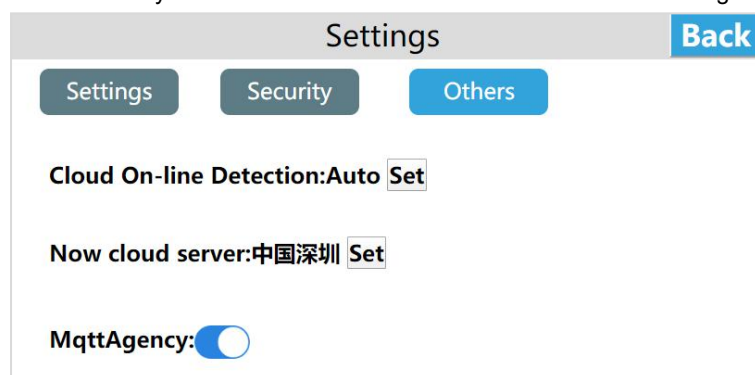 Settings Back
Settings Security Others
Cloud On-line Detection:Auto Set
Now cloud server:中国深圳 Set
MqttAgency: